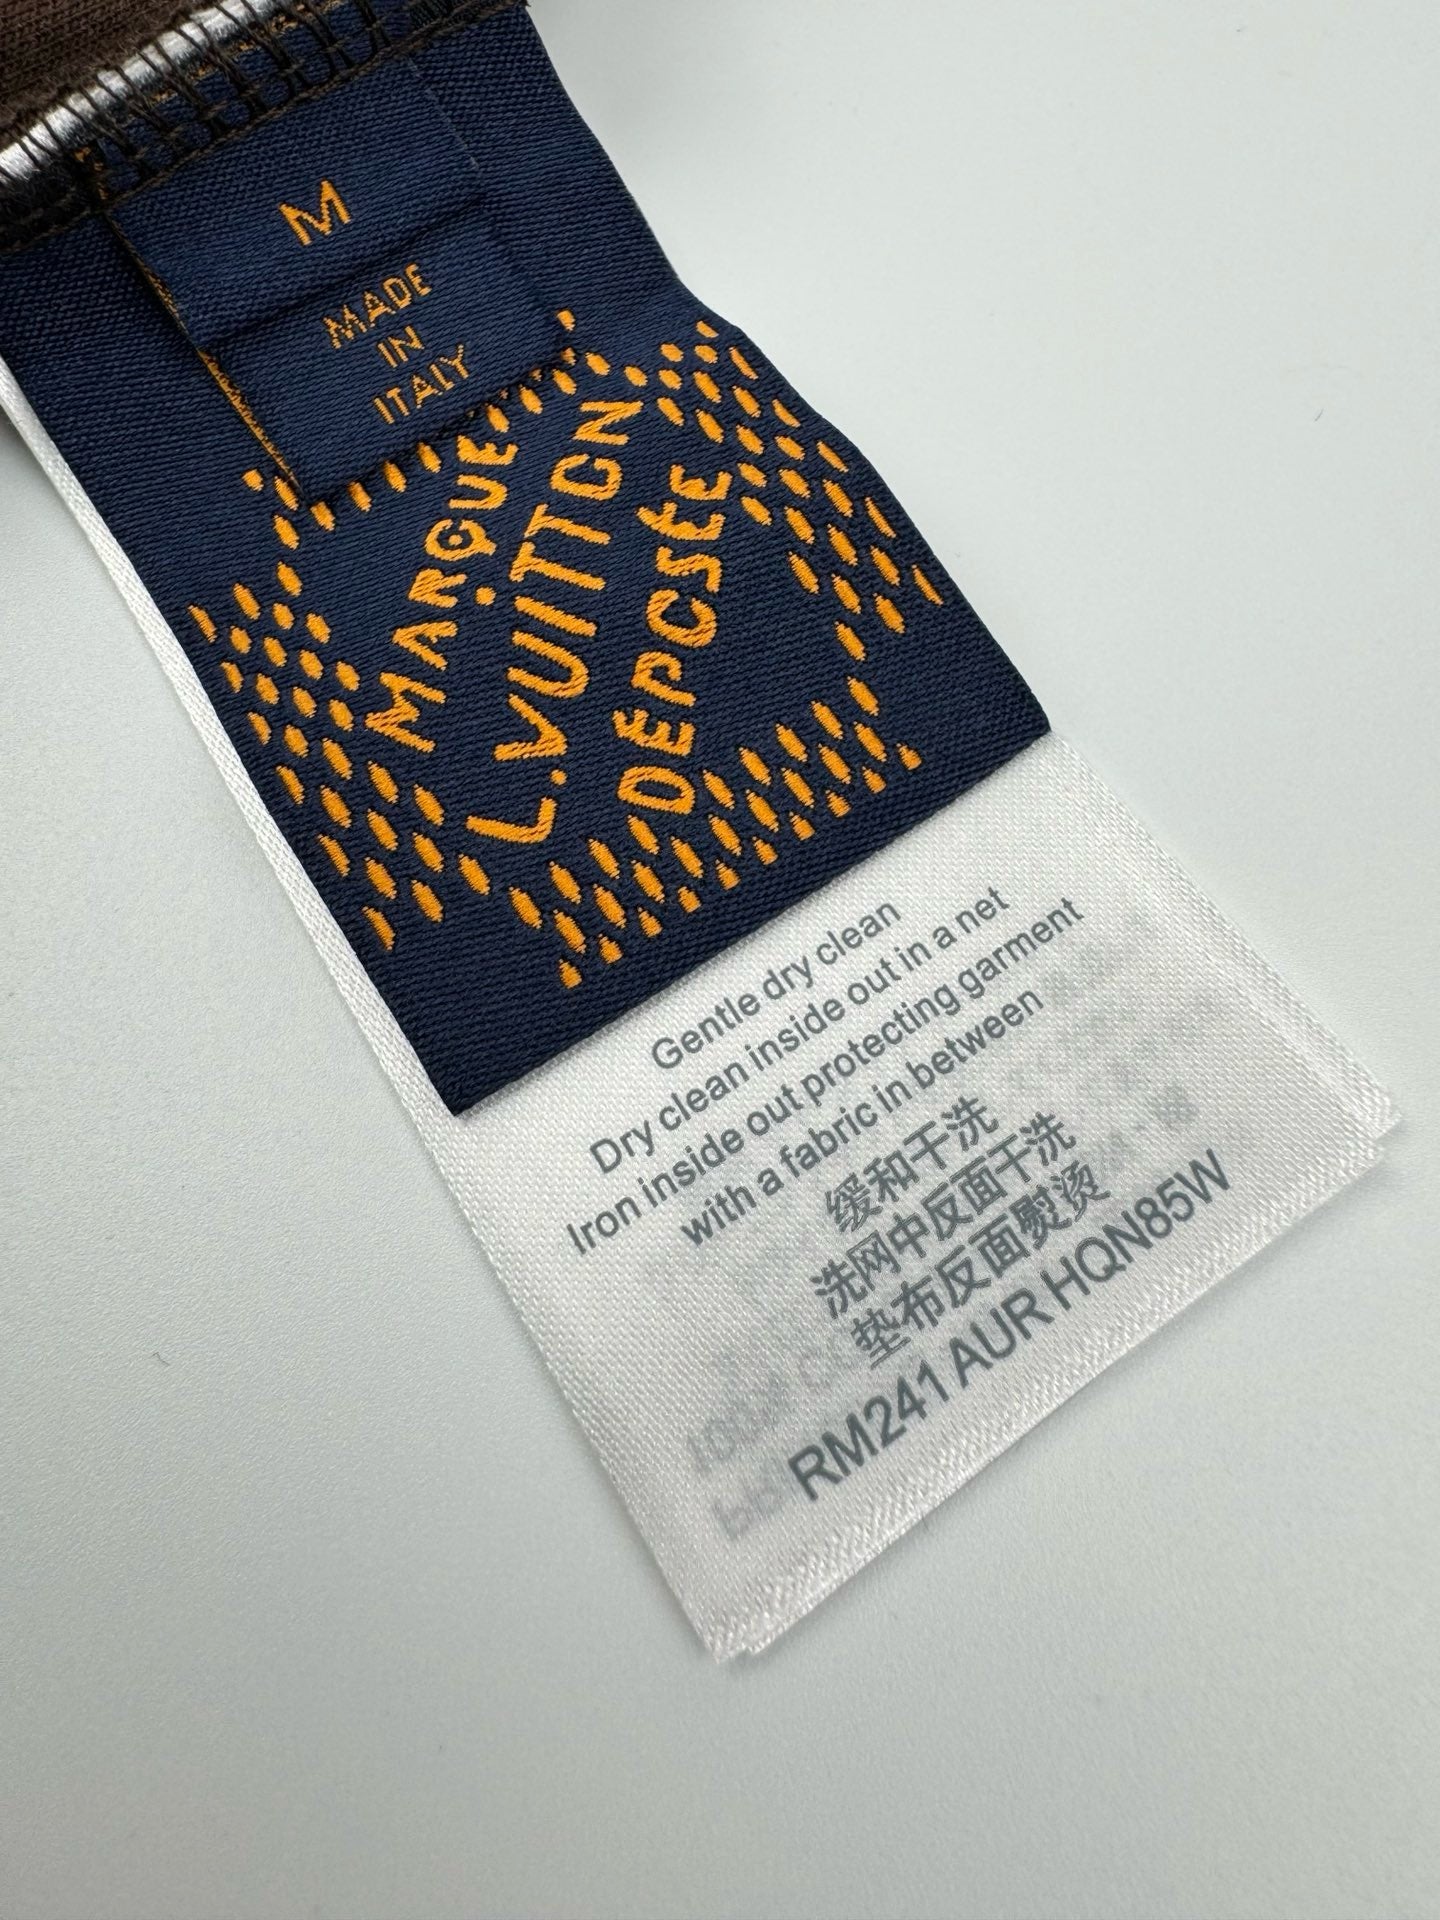 M
MADE
IN
ITALY
MARQUE
L.VUITTON
DEPOSÉE
Gentle dry clean
Dry clean inside out in a net
Iron inside out protecting garment
with a fabric in between
缓和干洗
洗网中反面干洗
垫布反面熨烫
RM241 AUR HQN85W